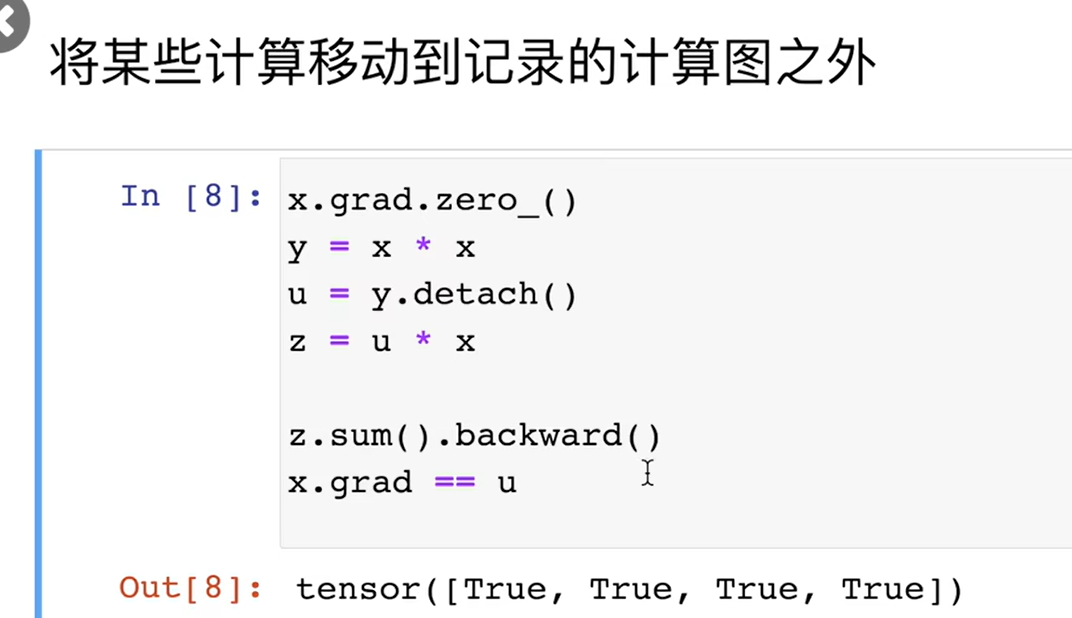 将某些计算移动到记录的计算图之外
In [8]: x.grad.zero_()
y = x * x
u = y.detach()
z = u * x
z.sum().backward()
x.grad == u
Out[8]: tensor([True, True, True, True])